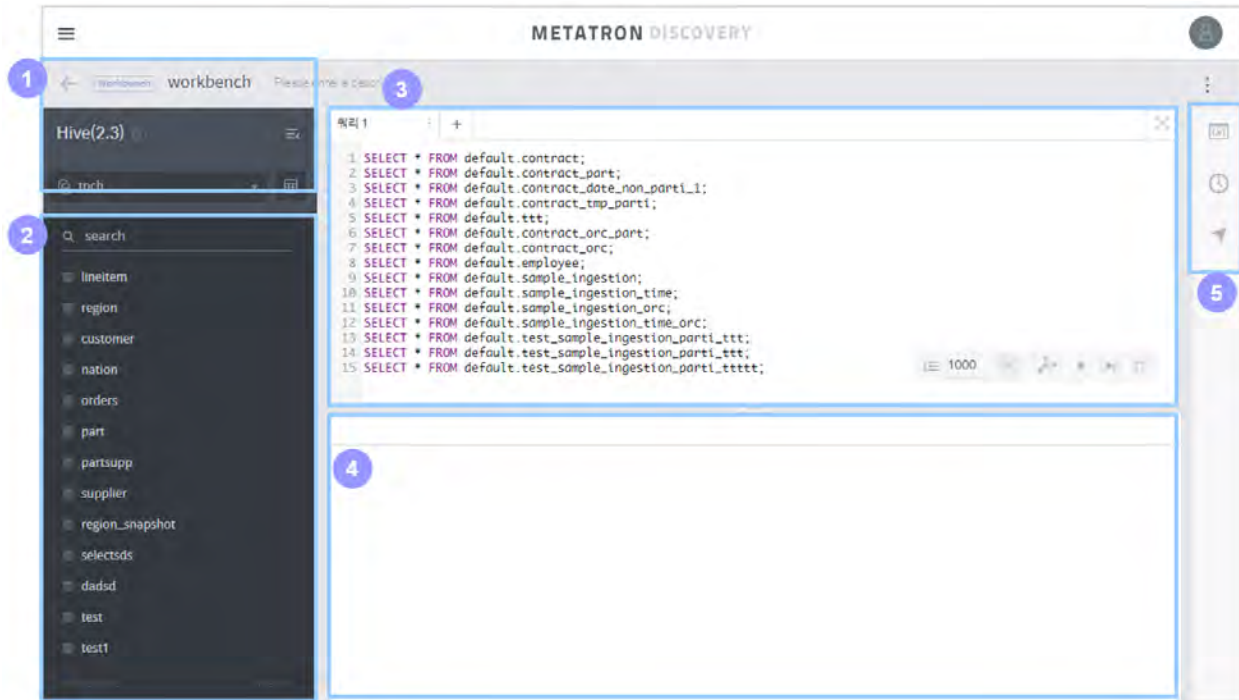 METATRON DISCOVERY
1
workbench
3
Hive(2.3)
쿼리 1
+
1 SELECT * FROM default.contract;
2 SELECT * FROM default.contract_part;
3 SELECT * FROM default.contract_date_non_parti_1;
4 SELECT * FROM default.contract_tmp_parti;
5 SELECT * FROM default.ttt;
6 SELECT * FROM default.contract_orc_part;
7 SELECT * FROM default.contract_orc;
8 SELECT * FROM default.employee;
9 SELECT * FROM default.sample_ingestion;
10 SELECT * FROM default.sample_ingestion_time;
11 SELECT * FROM default.sample_ingestion_orc;
12 SELECT * FROM default.sample_ingestion_time_orc;
13 SELECT * FROM default.test_sample_ingestion_parti_ttt;
14 SELECT * FROM default.test_sample_ingestion_parti_ttt;
15 SELECT * FROM default.test_sample_ingestion_parti_ttttt;
1000
2
search
lineitem
region
customer
nation
orders
part
partsupp
supplier
region_snapshot
selectsds
dadsd
test
test1
4
5